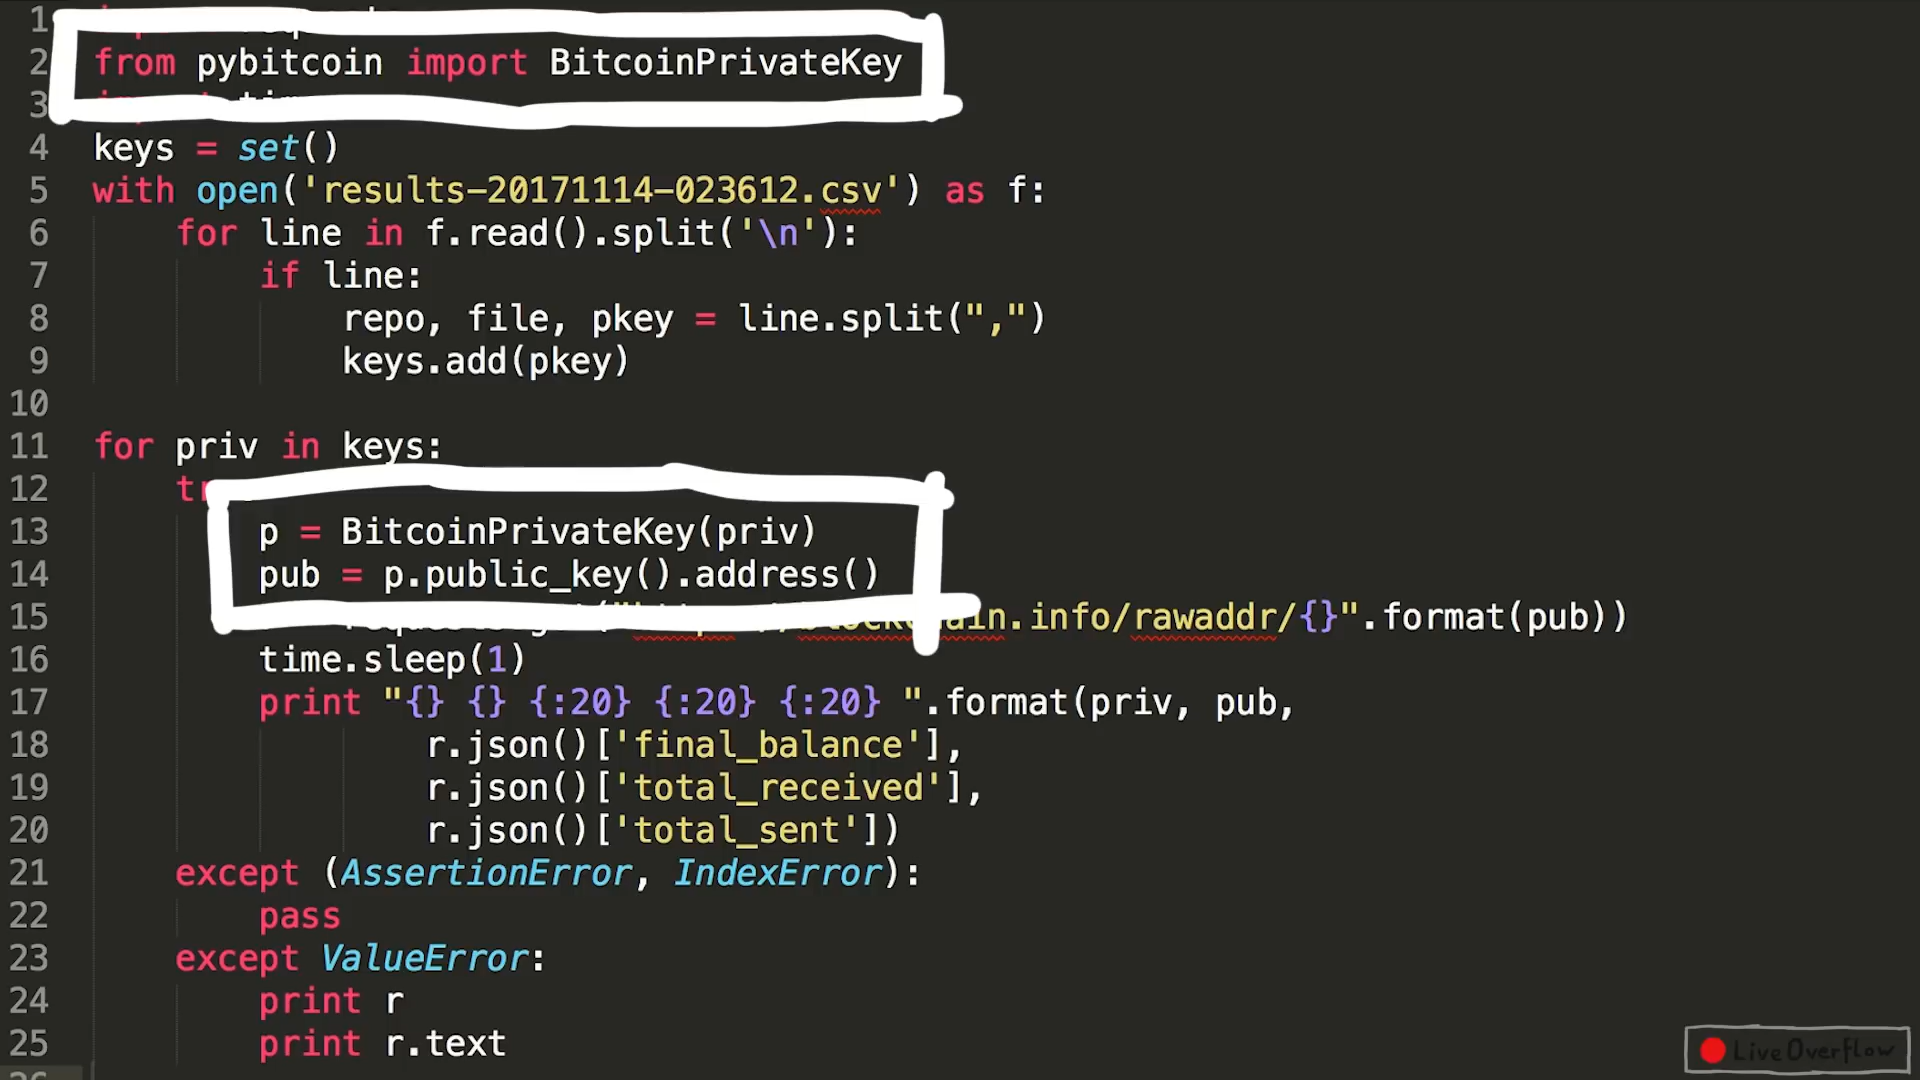 1
2 from pybitcoin import BitcoinPrivateKey
3
4 keys = set()
5 with open('results-20171114-023612.csv') as f:
6 for line in f.read().split('\n'):
7 if line:
8 repo, file, pkey = line.split(",")
9 keys.add(pkey)
10
11 for priv in keys:
12
13 p = BitcoinPrivateKey(priv)
14 pub = p.public_key().address()
15 .info/rawaddr/{}".format(pub))
16 time.sleep(1)
17 print "{} {} {:20} {:20} {:20} ".format(priv, pub,
18 r.json()['final_balance'],
19 r.json()['total_received'],
20 r.json()['total_sent'])
21 except (AssertionError, IndexError):
22 pass
23 except ValueError:
24 print r
25 print r.text
LiveOverflow